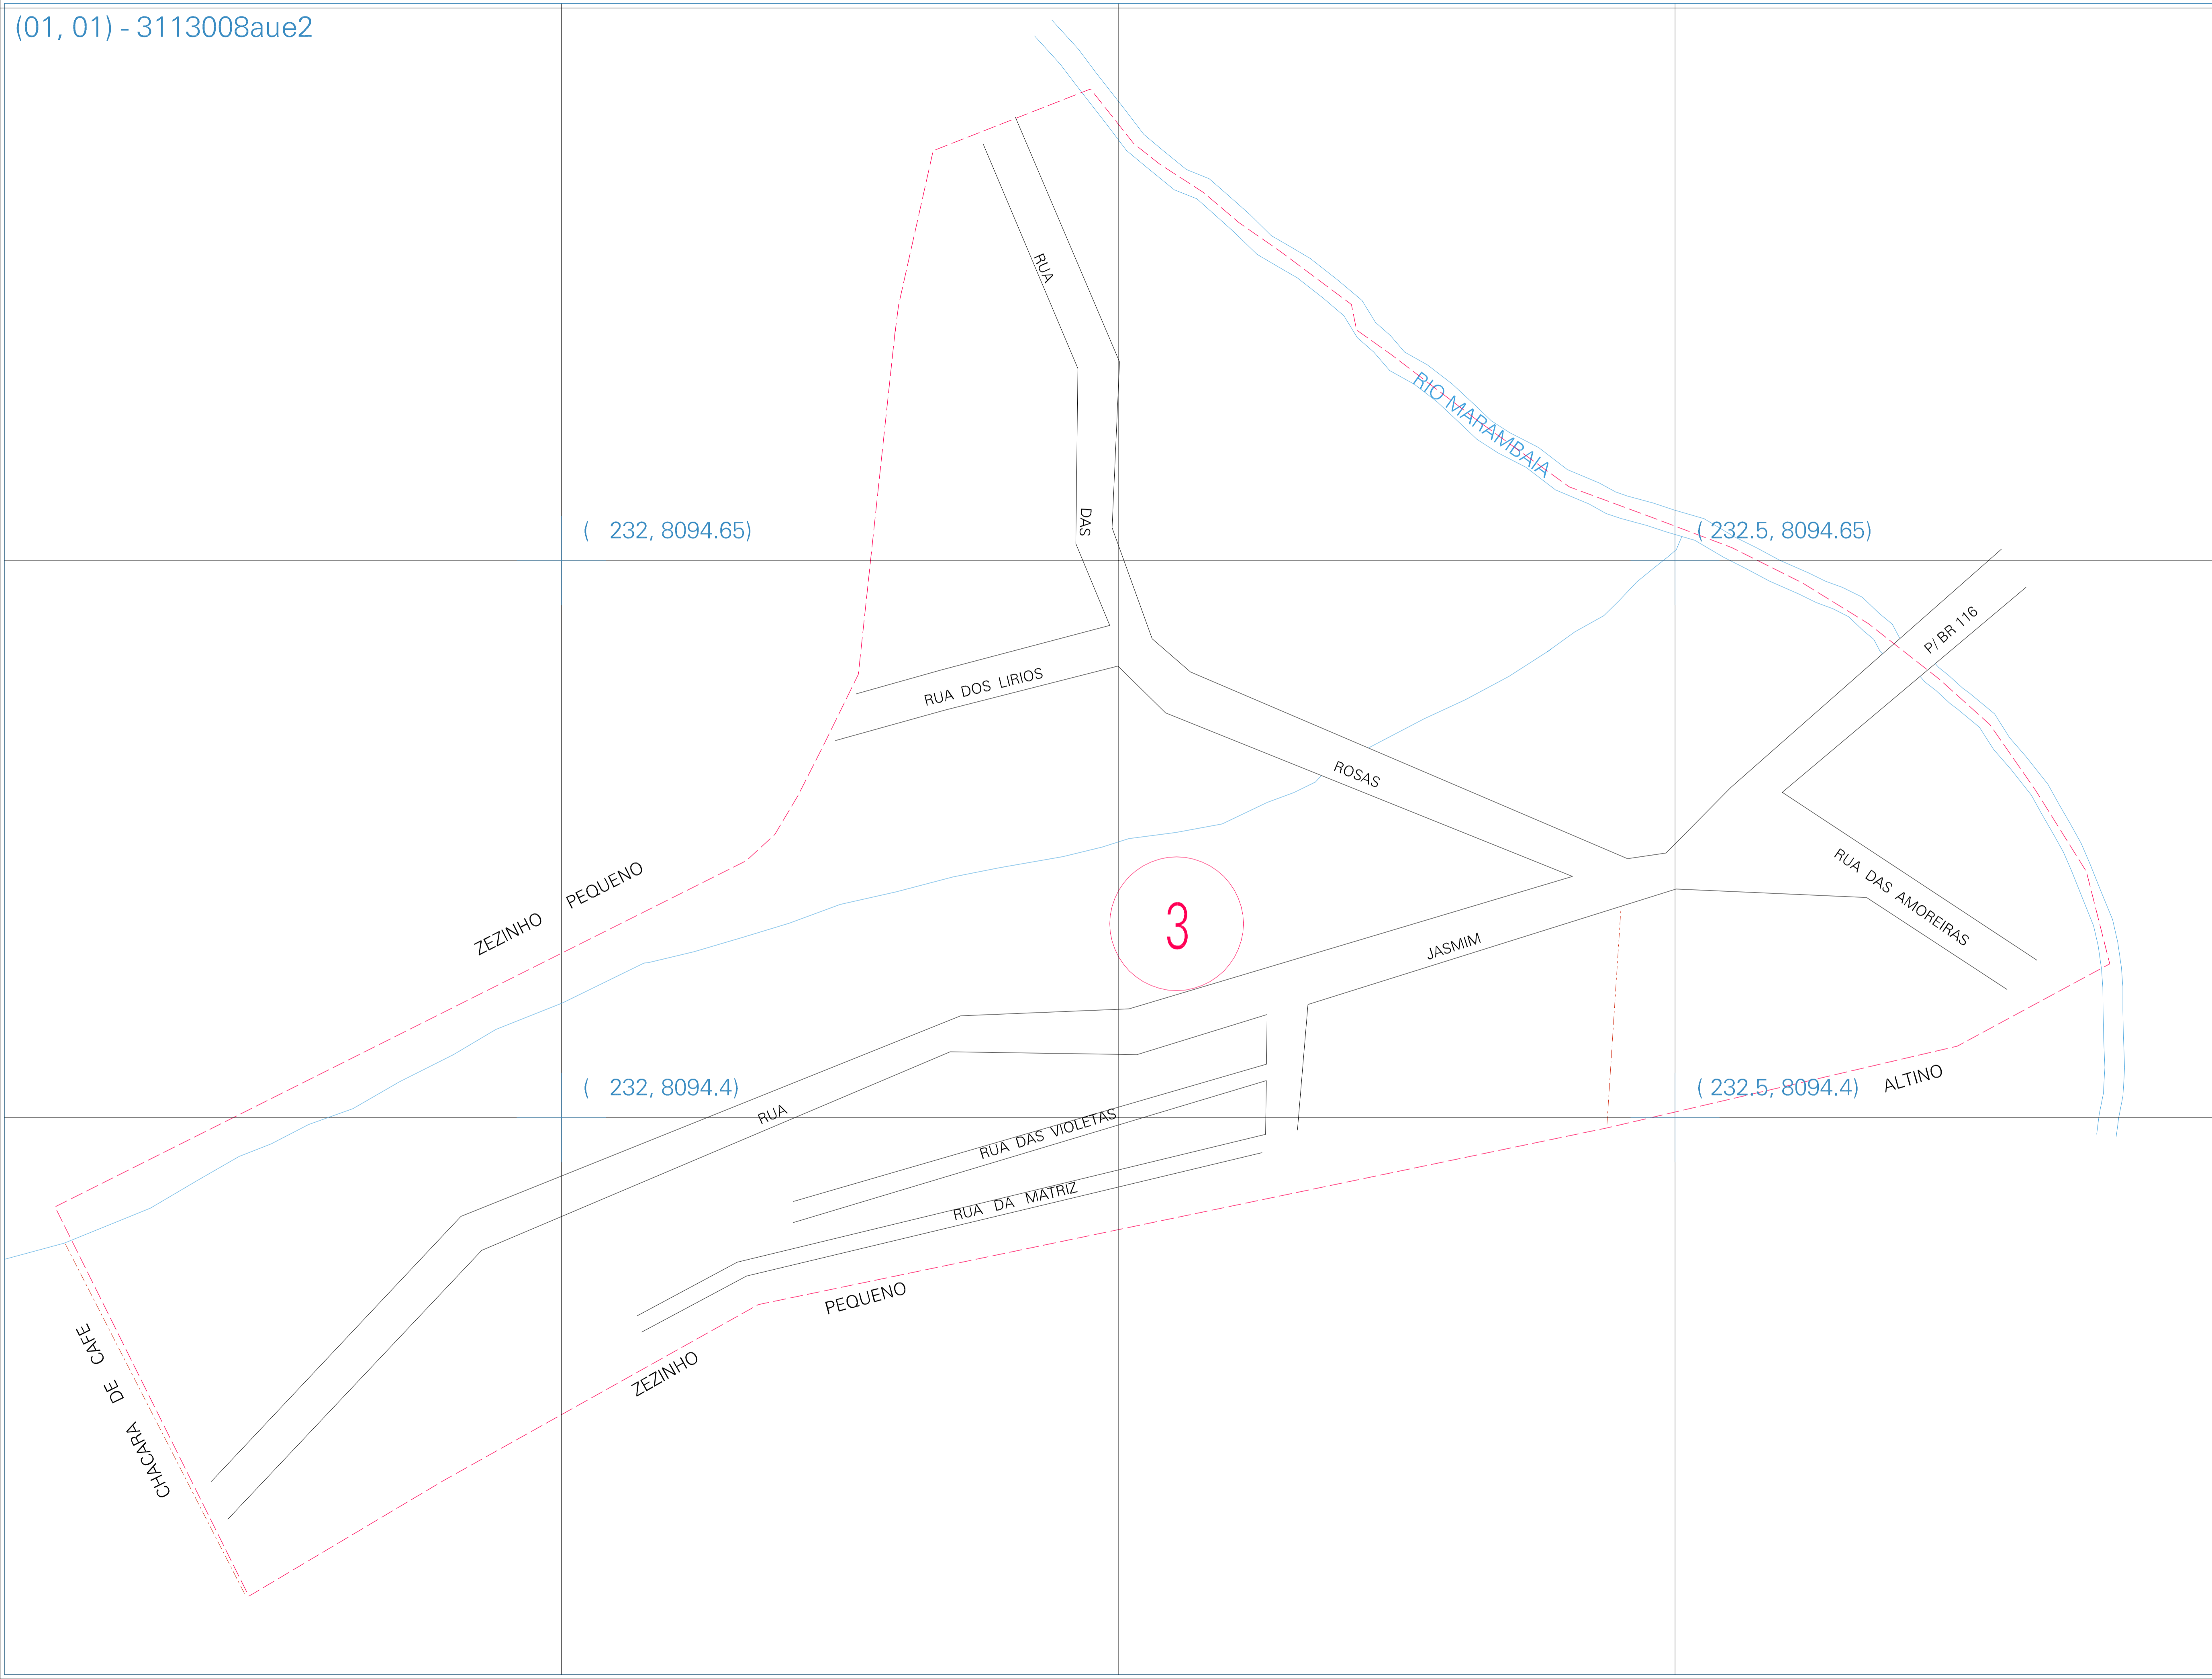 (01, 01) - 3113008aue2
RUA DAS ROSAS
RIO MARAMBAIA
( 232, 8094.65)
( 232.5, 8094.65)
P/ BR 116
RUA DOS LIRIOS
ZEZINHO PEQUENO
RUA DAS AMOREIRAS
3
RUA JASMIM
( 232, 8094.4)
( 232.5, 8094.4)
ALTINO
RUA DAS VIOLETAS
RUA DA MATRIZ
ZEZINHO PEQUENO
CHACARA DE CAFE